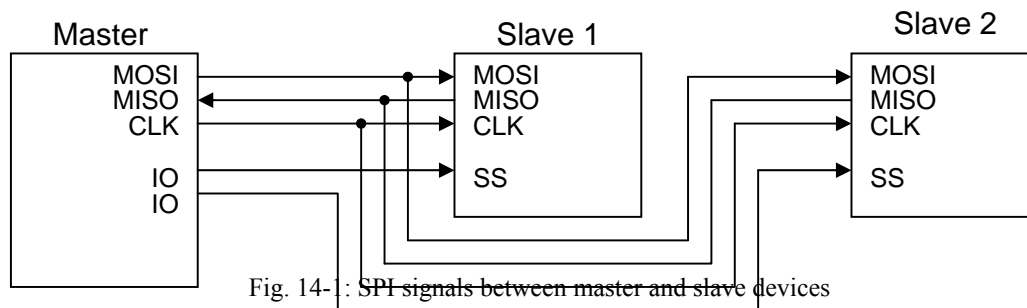 Master
Slave 1
Slave 2
MOSI
MISO
CLK
IO
IO
MOSI
MISO
CLK
SS
MOSI
MISO
CLK
SS
Fig. 14-1: SPI signals between master and slave devices